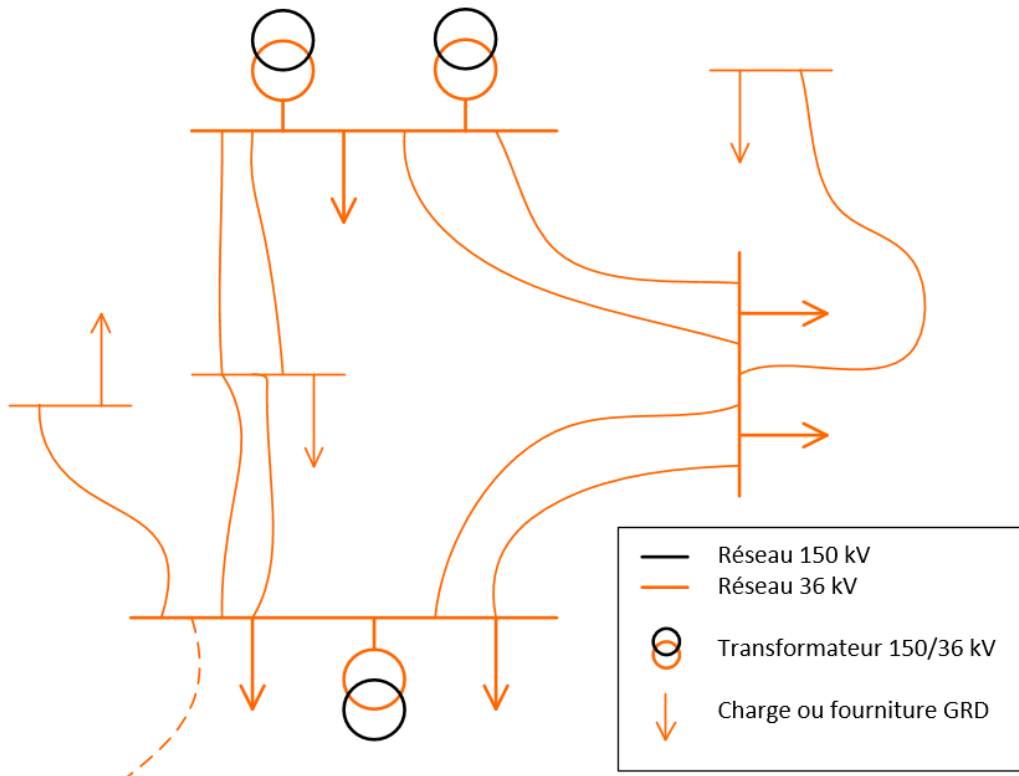 Réseau 150 kV
Réseau 36 kV
Transformateur 150/36 kV
Charge ou fourniture GRD